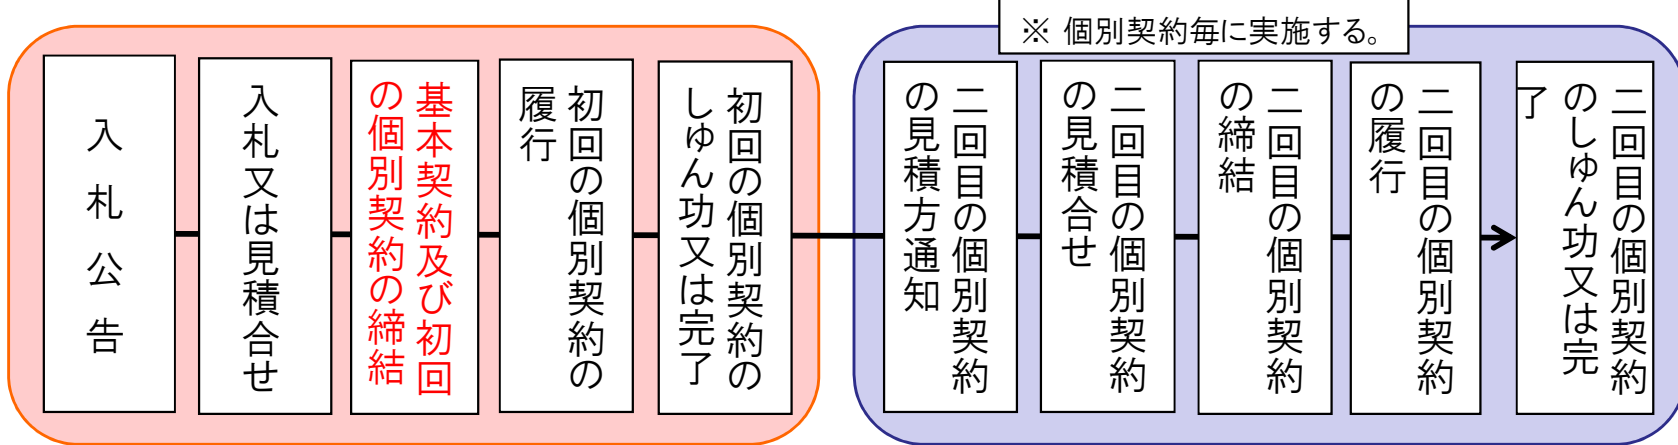 ※ 個別契約毎に実施する。
入札公告
入札又は見積合せ
基本契約及び初回
の個別契約の締結
初回の個別契約の
履行
初回の個別契約の
しゅん功又は完了
二回目の個別契約
の見積方通知
二回目の個別契約
の見積合せ
二回目の個別契約
の締結
二回目の個別契約
の履行
二回目の個別契約
のしゅん功又は完
了